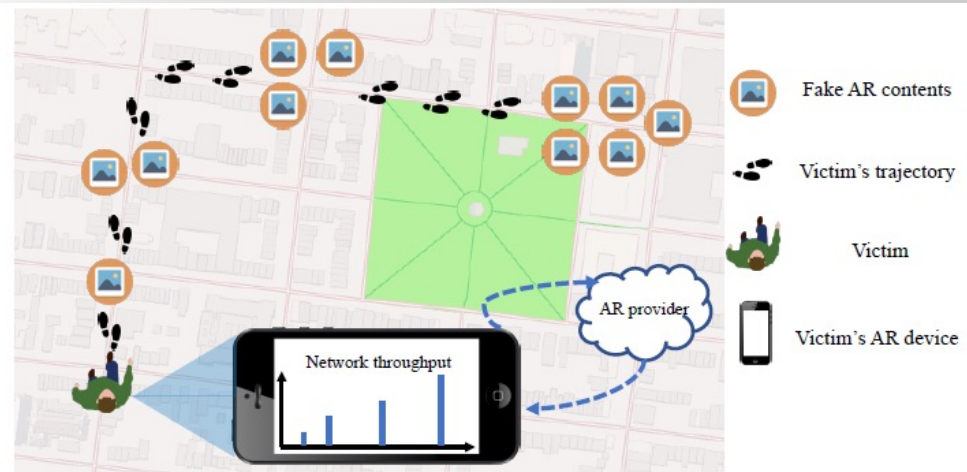 Fake AR contents
Victim's trajectory
Victim
AR provider
Victim's AR device
Network throughput